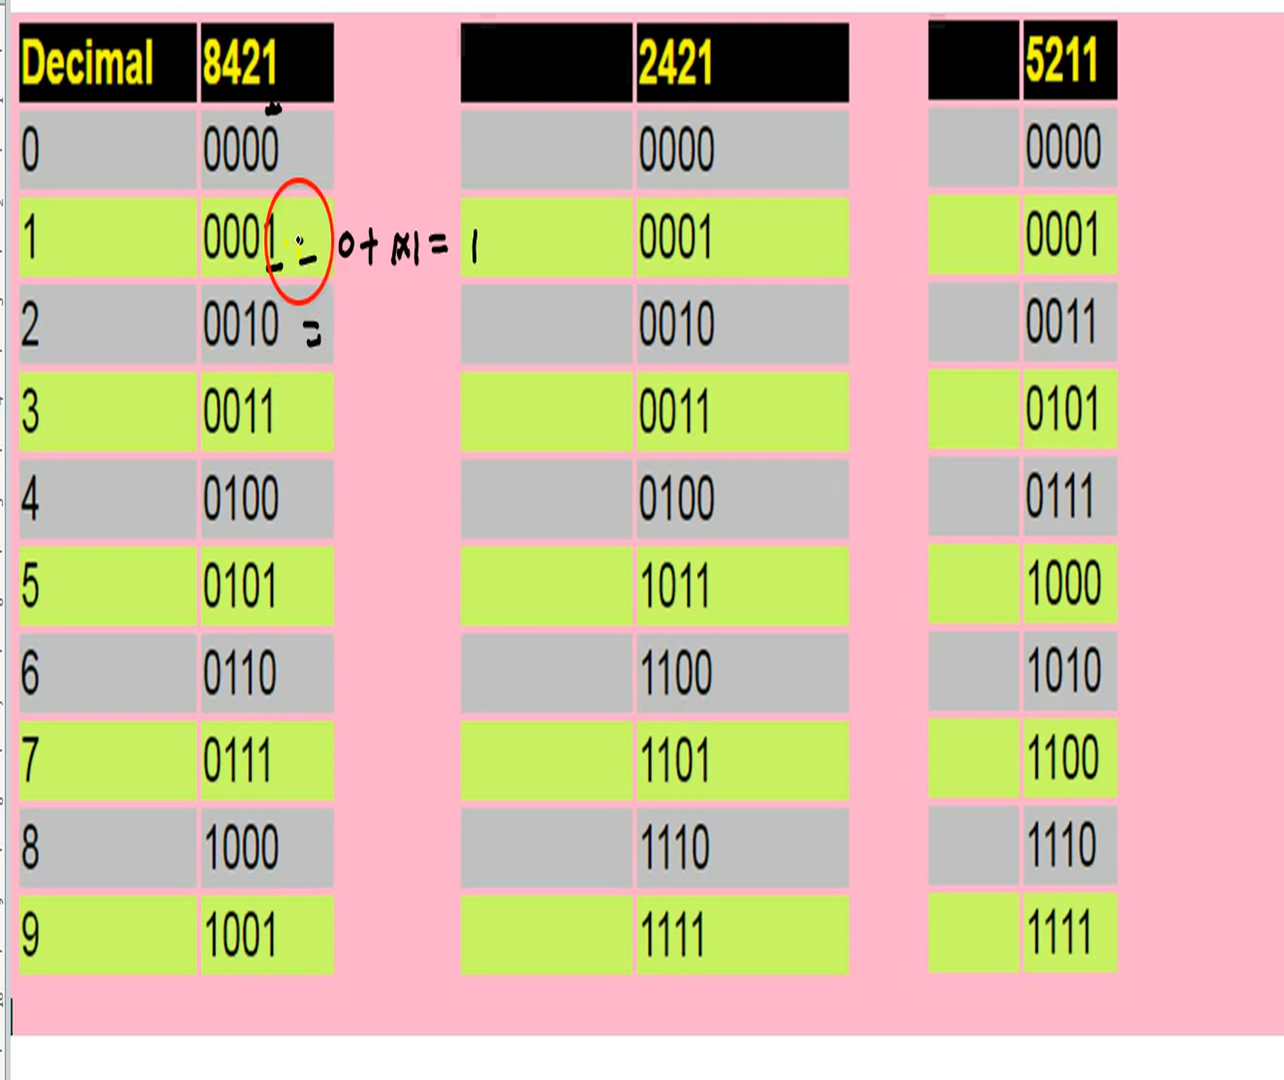 Decimal 8421 2421 5211
0 0000 0000 0000
1 0001 = 0+ 1x1 = 1 0001 0001
2 0010 = 0010 0011
3 0011 0011 0101
4 0100 0100 0111
5 0101 1011 1000
6 0110 1100 1010
7 0111 1101 1100
8 1000 1110 1110
9 1001 1111 1111